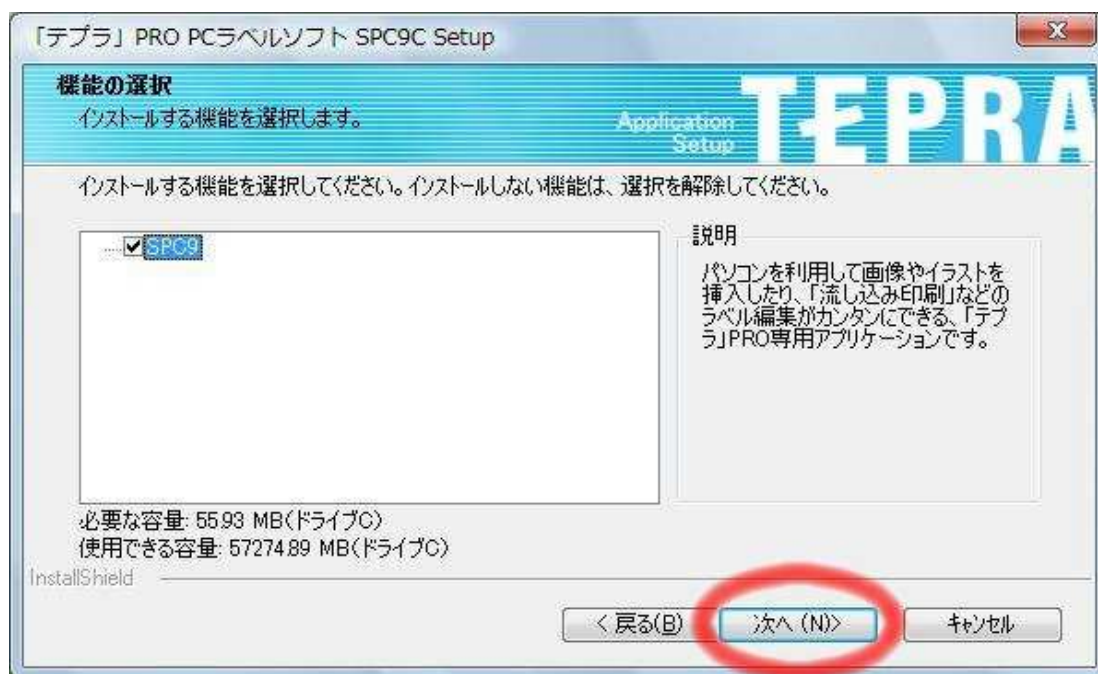 「テプラ」PRO PCラベルソフト SPC9C Setup
機能の選択
インストールする機能を選択します。
Application
Setup
TEPRA
インストールする機能を選択してください。インストールしない機能は、選択を解除してください。
SPC9
説明
パソコンを利用して画像やイラストを
挿入したり、「流し込み印刷」などの
ラベル編集がカンタンにできる、「テプ
ラ」PRO専用アプリケーションです。
必要な容量: 55.93 MB(ドライブC)
使用できる容量: 57274.89 MB(ドライブC)
InstallShield
< 戻る(B)
次へ (N)>
キャンセル